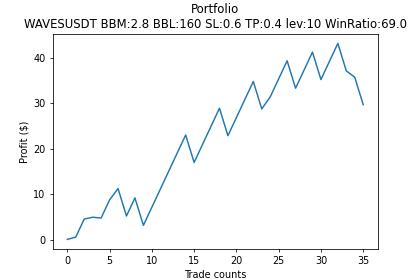 Portfolio
WAVESUSDT BBM:2.8 BBL:160 SL:0.6 TP:0.4 lev:10 WinRatio:69.0
Profit ($)
40
30
20
10
0
0 5 10 15 20 25 30 35
Trade counts